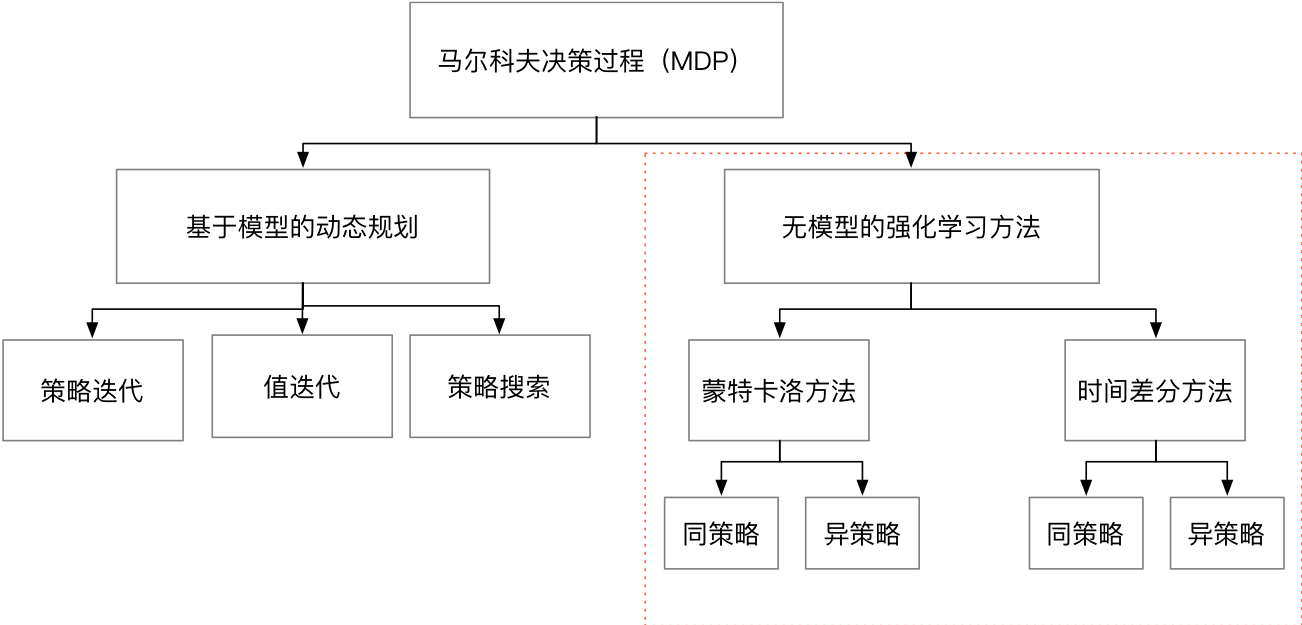 马尔科夫决策过程（MDP）
基于模型的动态规划
无模型的强化学习方法
策略迭代
值迭代
策略搜索
蒙特卡洛方法
时间差分方法
同策略
异策略
同策略
异策略